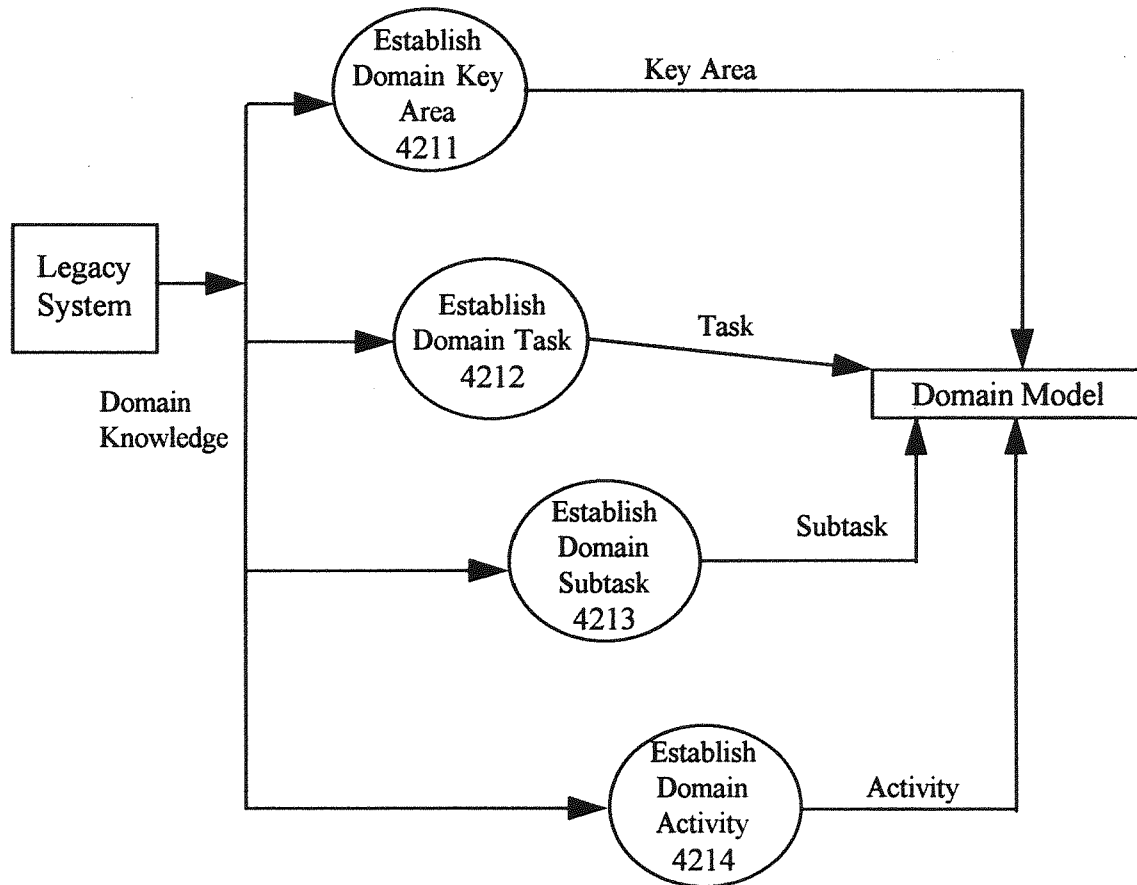 Establish
Domain Key
Area
4211
Key Area
Legacy
System
Establish
Domain Task
4212
Task
Domain Model
Domain
Knowledge
Establish
Domain
Subtask
4213
Subtask
Establish
Domain
Activity
4214
Activity